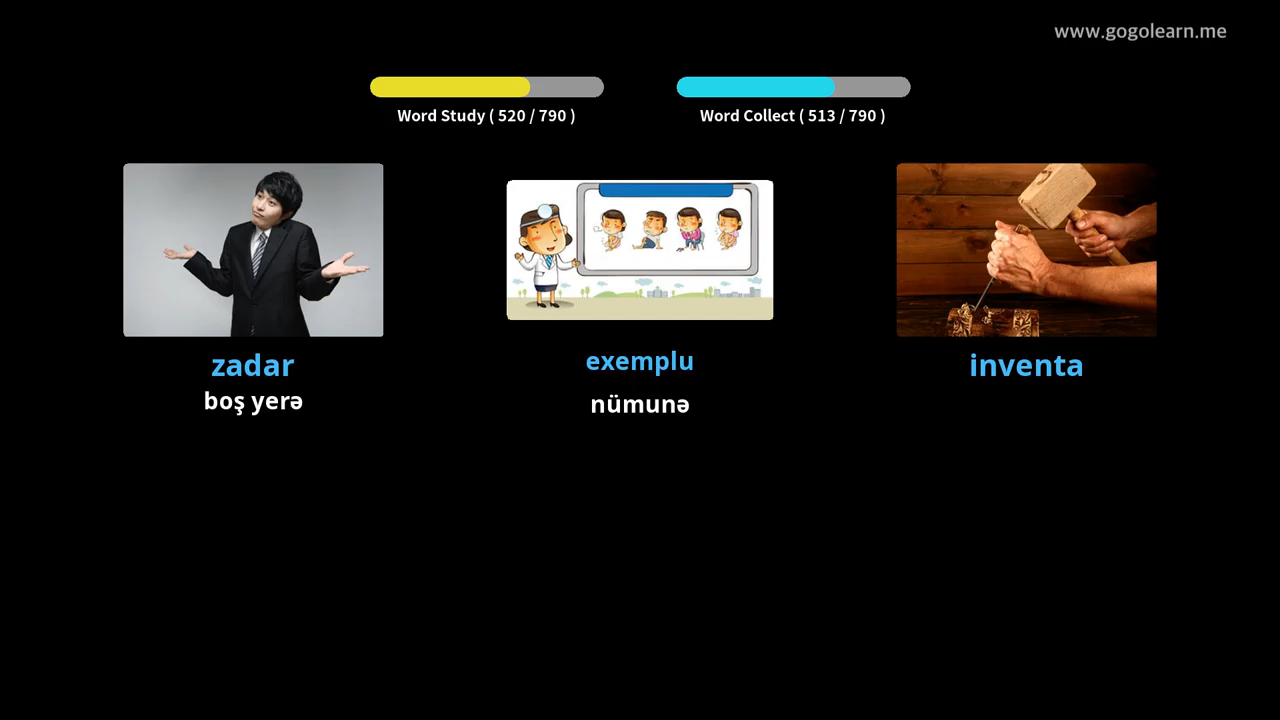 www.gogolearn.me
Word Study ( 520 / 790 )
Word Collect ( 513 / 790 )
zadar
boş yerə
exemplu
nümunə
inventa